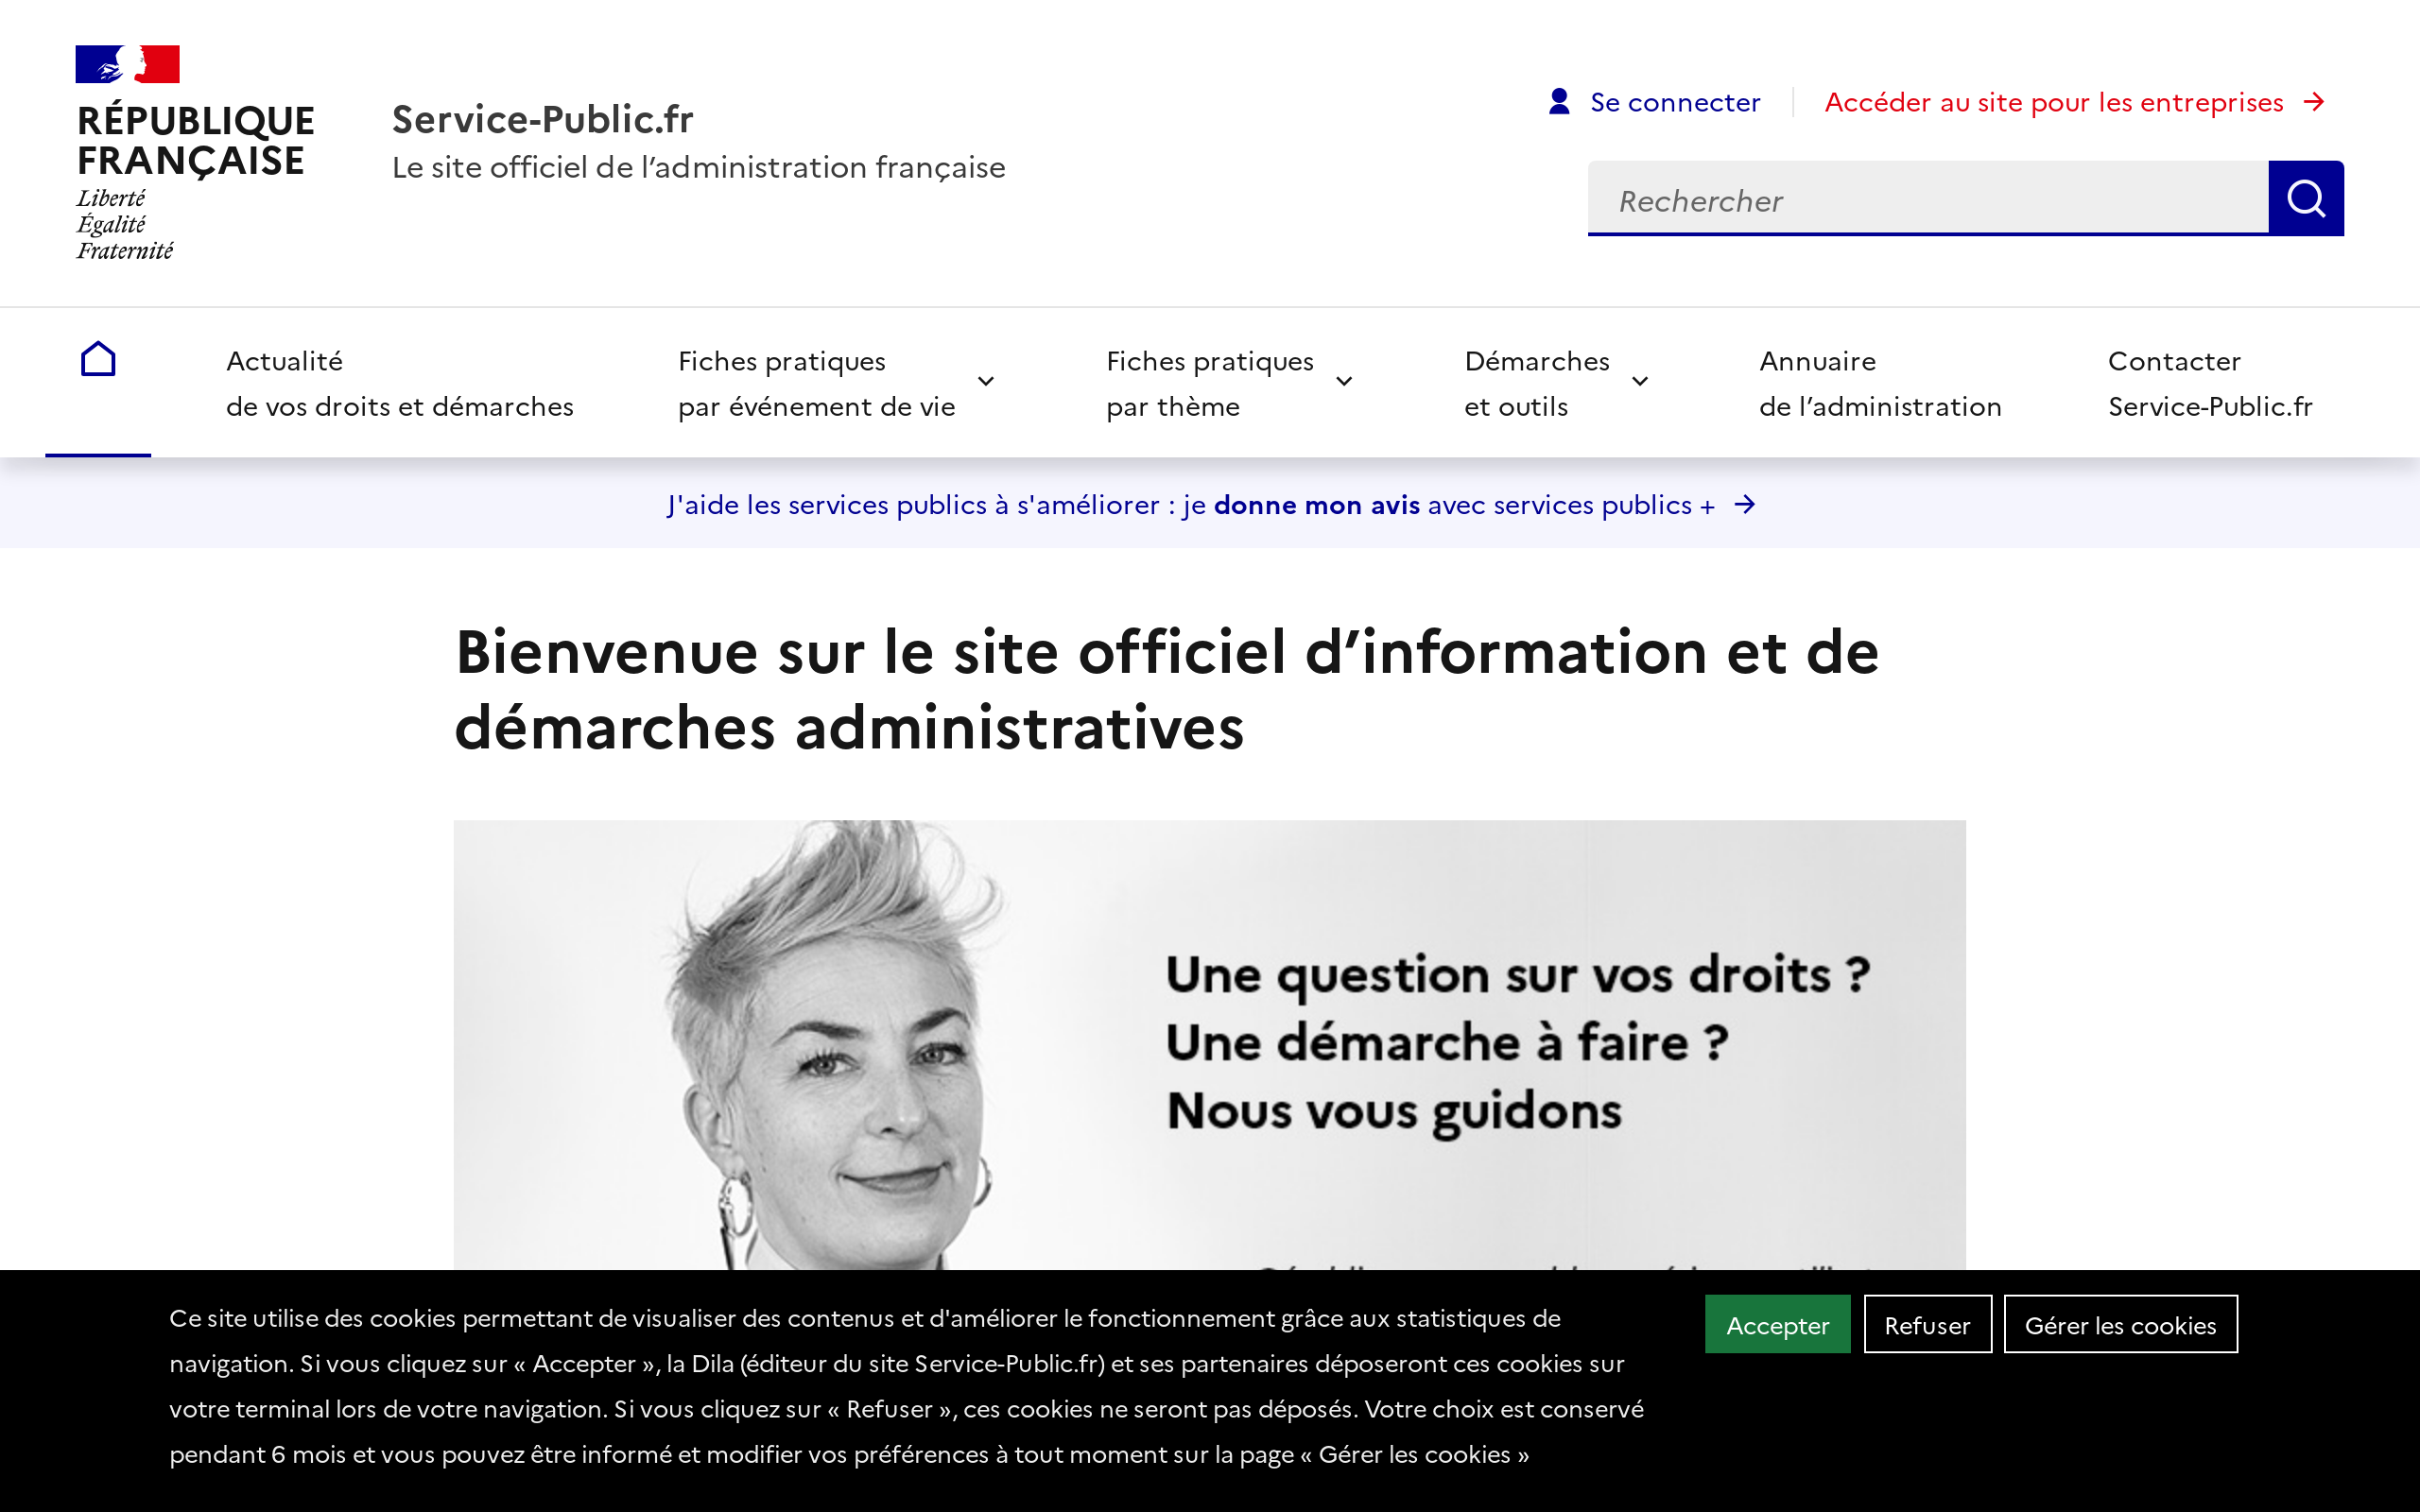 RÉPUBLIQUE
FRANÇAISE
Liberté
Égalité
Fraternité
Service-Public.fr
Le site officiel de l’administration française
Se connecter
Accéder au site pour les entreprises
Rechercher
Actualité
de vos droits et démarches
Fiches pratiques
par événement de vie
Fiches pratiques
par thème
Démarches
et outils
Annuaire
de l’administration
Contacter
Service-Public.fr
J'aide les services publics à s'améliorer : je donne mon avis avec services publics +
Bienvenue sur le site officiel d’information et de
démarches administratives
Une question sur vos droits ?
Une démarche à faire ?
Nous vous guidons
Ce site utilise des cookies permettant de visualiser des contenus et d'améliorer le fonctionnement grâce aux statistiques de
navigation. Si vous cliquez sur « Accepter », la Dila (éditeur du site Service-Public.fr) et ses partenaires déposeront ces cookies sur
votre terminal lors de votre navigation. Si vous cliquez sur « Refuser », ces cookies ne seront pas déposés. Votre choix est conservé
pendant 6 mois et vous pouvez être informé et modifier vos préférences à tout moment sur la page « Gérer les cookies »
Accepter
Refuser
Gérer les cookies